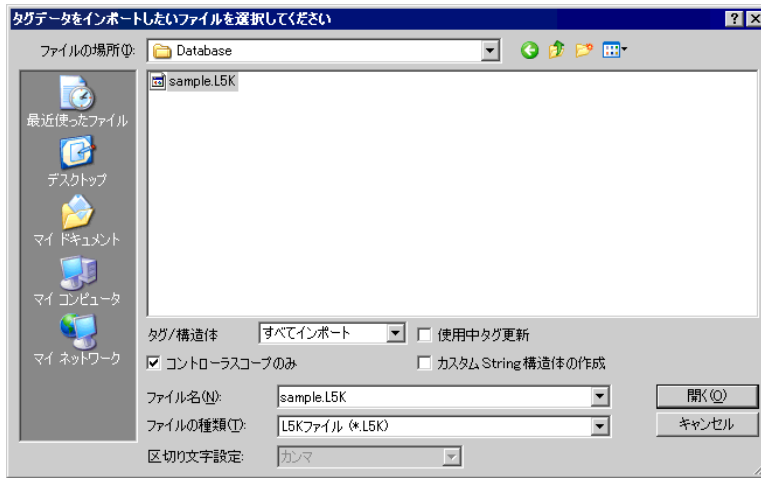 タグデータをインポートしたいファイルを選択してください
ファイルの場所(I):
Database
sample.L5K
最近使ったファイル
デスクトップ
マイ ドキュメント
マイ コンピュータ
マイ ネットワーク
タグ/構造体
すべてインポート
使用中タグ更新
コントローラスコープのみ
カスタムString構造体の作成
ファイル名(N):
sample.L5K
開く(O)
ファイルの種類(T):
L5Kファイル (*.L5K)
キャンセル
区切り文字設定:
カンマ